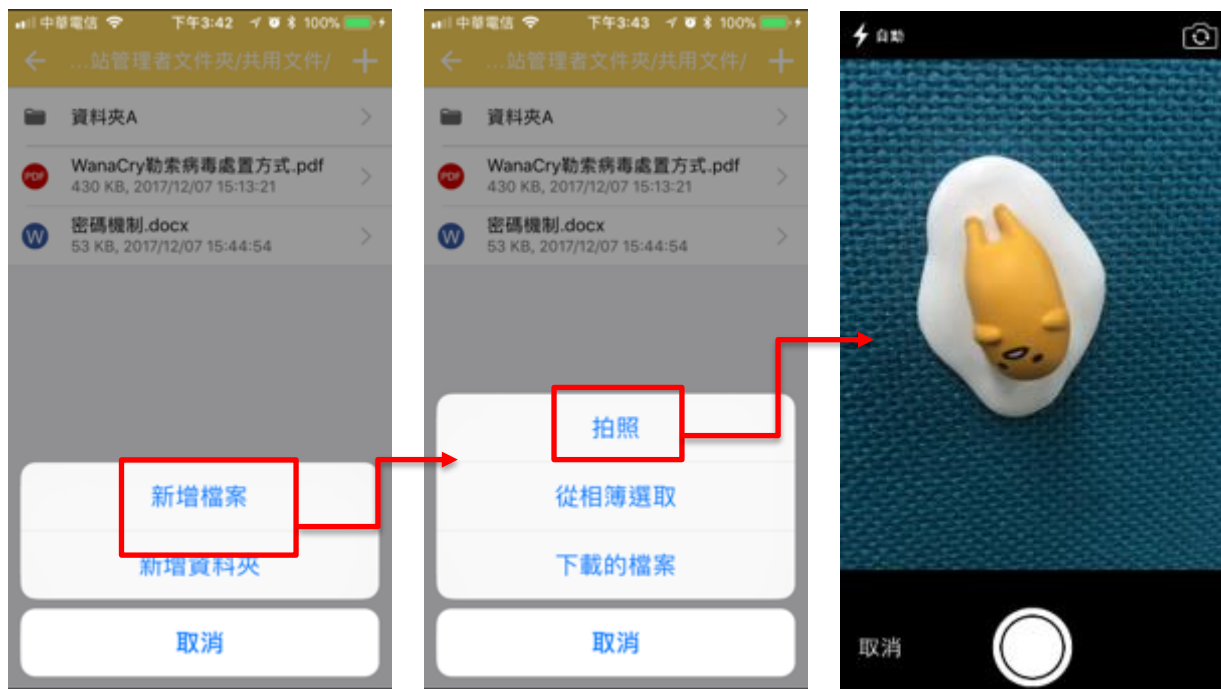 中華電信 下午3:42 100%
...站管理者文件夾/共用文件/
資料夾A
PDF
WanaCry勒索病毒處置方式.pdf
430 KB, 2017/12/07 15:13:21
W
密碼機制.docx
53 KB, 2017/12/07 15:44:54
新增檔案
新增資料夾
取消
中華電信 下午3:43 100%
...站管理者文件夾/共用文件/
資料夾A
PDF
WanaCry勒索病毒處置方式.pdf
430 KB, 2017/12/07 15:13:21
W
密碼機制.docx
53 KB, 2017/12/07 15:44:54
拍照
從相簿選取
下載的檔案
取消
自動
取消